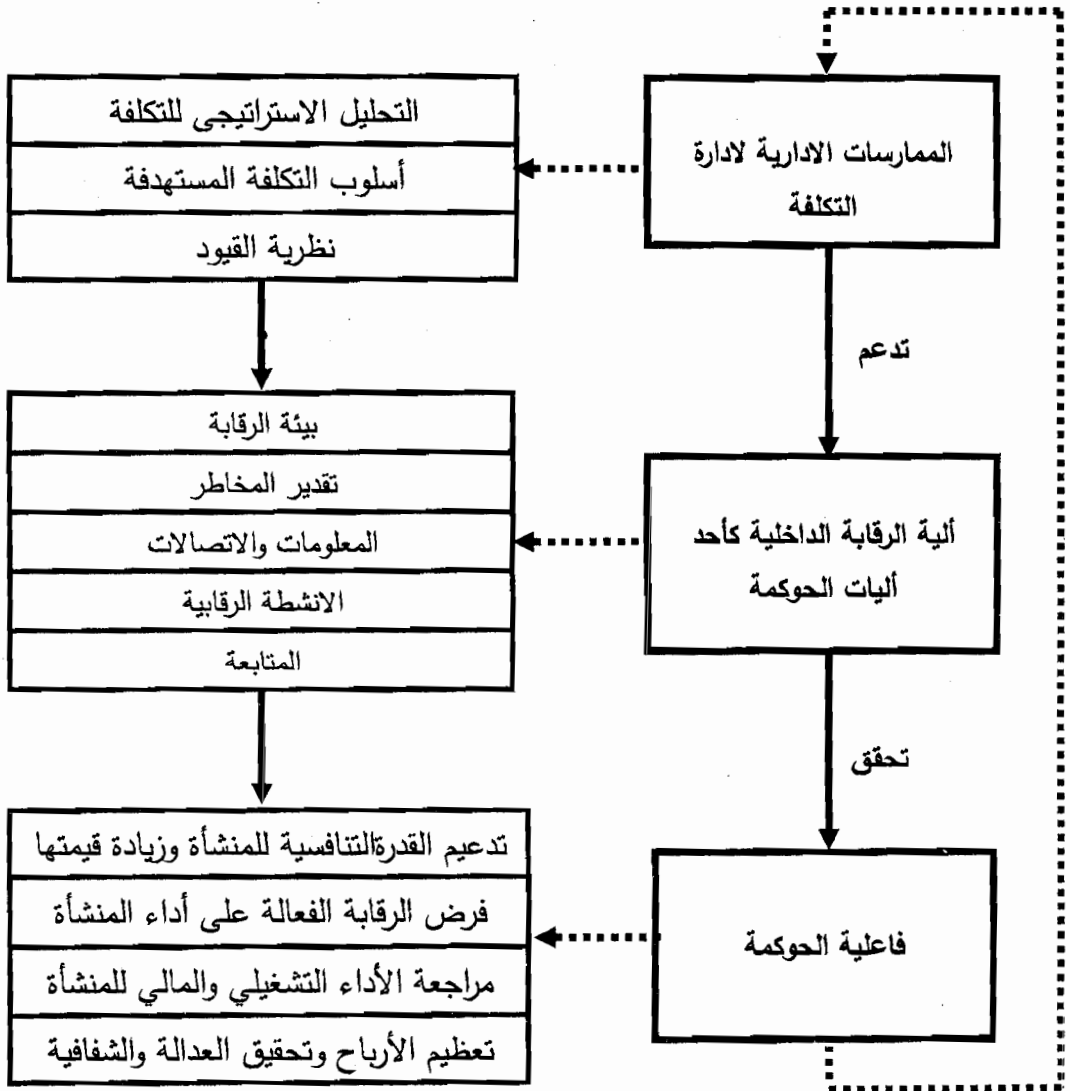 الممارسات الادارية لادارة
التكلفة
التحليل الاستراتيجى للتكلفة
أسلوب التكلفة المستهدفة
نظرية القيود
تدعم
ألية الرقابة الداخلية كأحد
أليات الحوكمة
بيئة الرقابة
تقدير المخاطر
المعلومات والاتصالات
الانشطة الرقابية
المتابعة
تحقق
فاعلية الحوكمة
تدعيم القدرةالتنافسية للمنشأة وزيادة قيمتها
فرض الرقابة الفعالة على أداء المنشأة
مراجعة الأداء التشغيلي والمالي للمنشأة
تعظيم الأرباح وتحقيق العدالة والشفافية